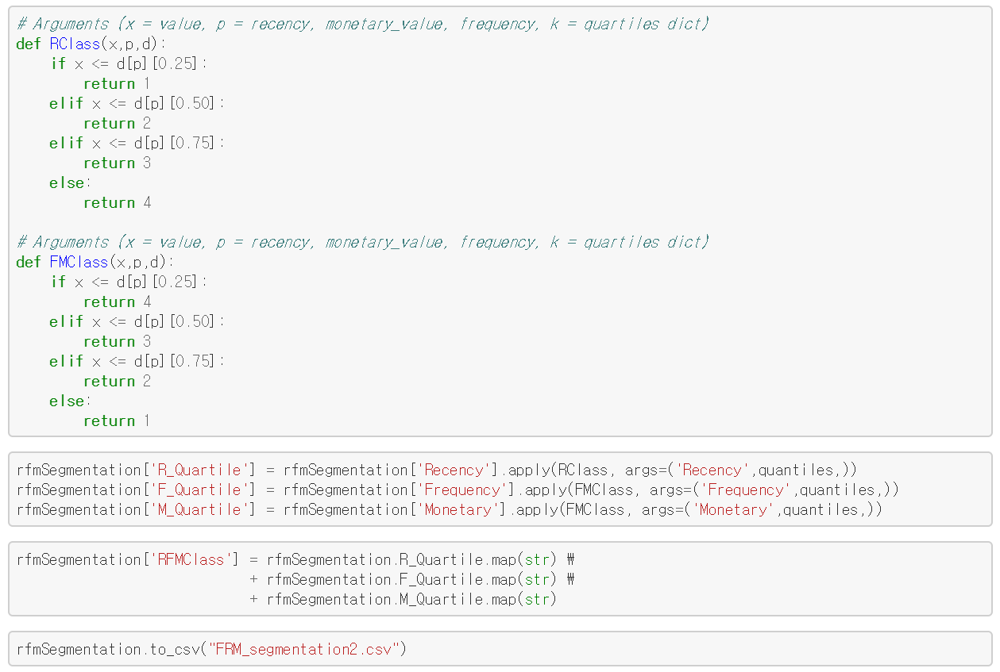 # Arguments (x = value, p = recency, monetary_value, frequency, k = quartiles dict)
def RClass(x,p,d):
    if x <= d[p][0.25]:
        return 1
    elif x <= d[p][0.50]:
        return 2
    elif x <= d[p][0.75]:
        return 3
    else:
        return 4
# Arguments (x = value, p = recency, monetary_value, frequency, k = quartiles dict)
def FMClass(x,p,d):
    if x <= d[p][0.25]:
        return 4
    elif x <= d[p][0.50]:
        return 3
    elif x <= d[p][0.75]:
        return 2
    else:
        return 1
rfmSegmentation['R_Quartile'] = rfmSegmentation['Recency'].apply(RClass, args=('Recency',quantiles,))
rfmSegmentation['F_Quartile'] = rfmSegmentation['Frequency'].apply(FMClass, args=('Frequency',quantiles,))
rfmSegmentation['M_Quartile'] = rfmSegmentation['Monetary'].apply(FMClass, args=('Monetary',quantiles,))
rfmSegmentation['RFMClass'] = rfmSegmentation.R_Quartile.map(str) ₩
                            + rfmSegmentation.F_Quartile.map(str) ₩
                            + rfmSegmentation.M_Quartile.map(str)
rfmSegmentation.to_csv("FRM_segmentation2.csv")